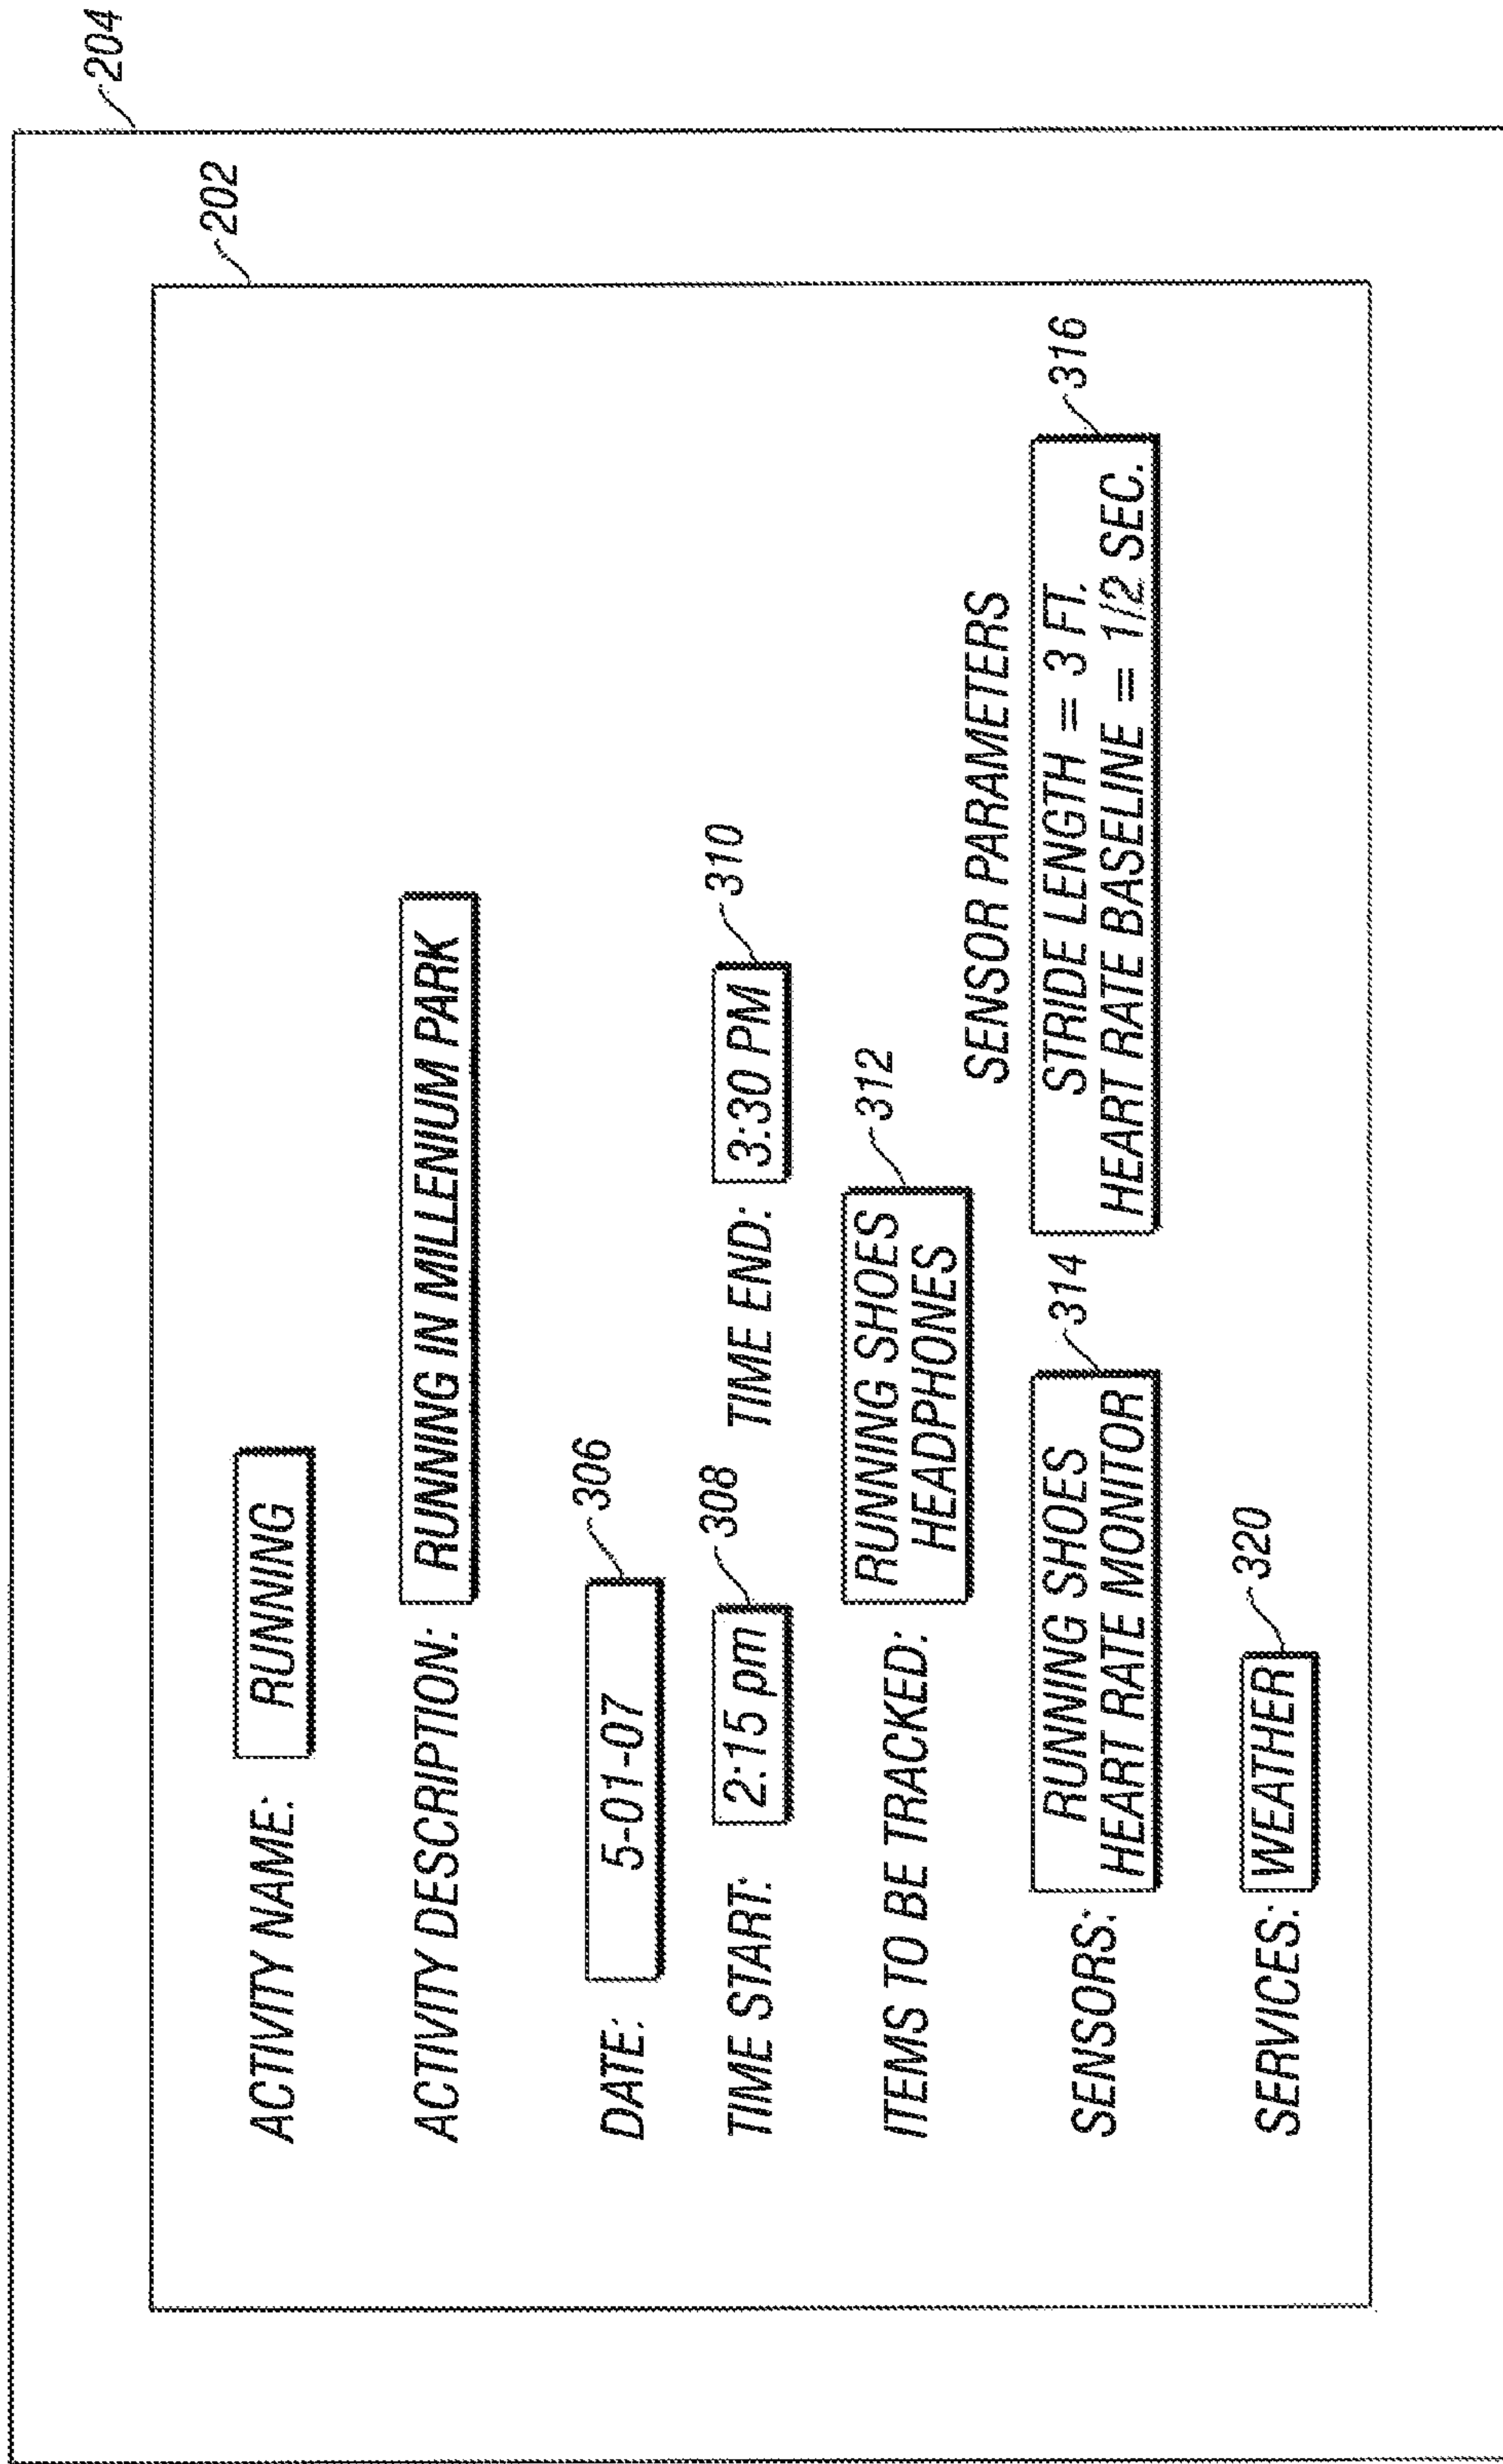 204
202
ACTIVITY NAME: RUNNING
ACTIVITY DESCRIPTION: RUNNING IN MILLENIUM PARK
306
DATE: 5-01-07
308
310
TIME START: 2:15 pm TIME END: 3:30 PM
312
ITEMS TO BE TRACKED: RUNNING SHOES
HEADPHONES
SENSOR PARAMETERS
314
316
SENSORS: RUNNING SHOES STRIDE LENGTH = 3 FT.
HEART RATE MONITOR HEART RATE BASELINE = 1/2 SEC.
320
SERVICES: WEATHER